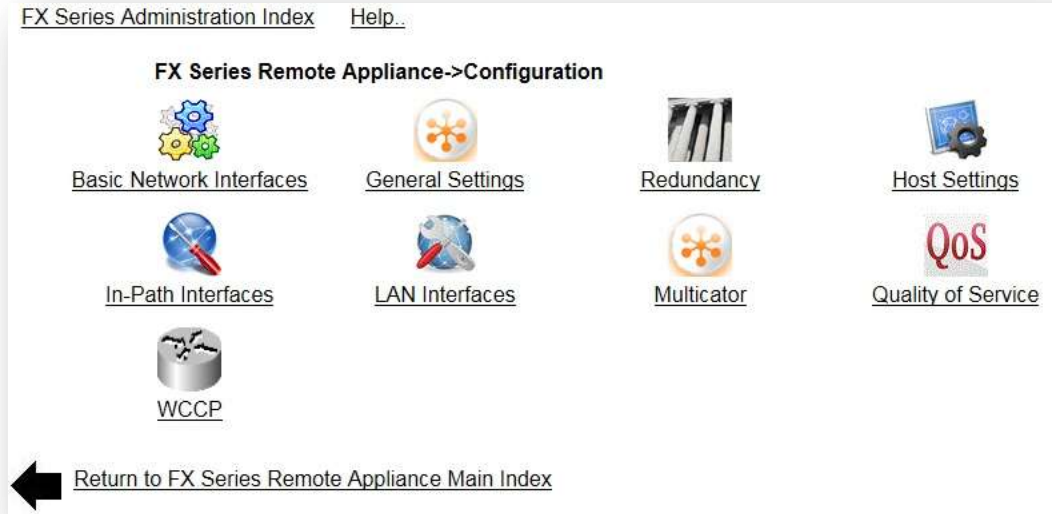 FX Series Administration Index Help..
FX Series Remote Appliance->Configuration
Basic Network Interfaces General Settings Redundancy Host Settings
QoS
In-Path Interfaces LAN Interfaces Multicator Quality of Service
WCCP
Return to FX Series Remote Appliance Main Index